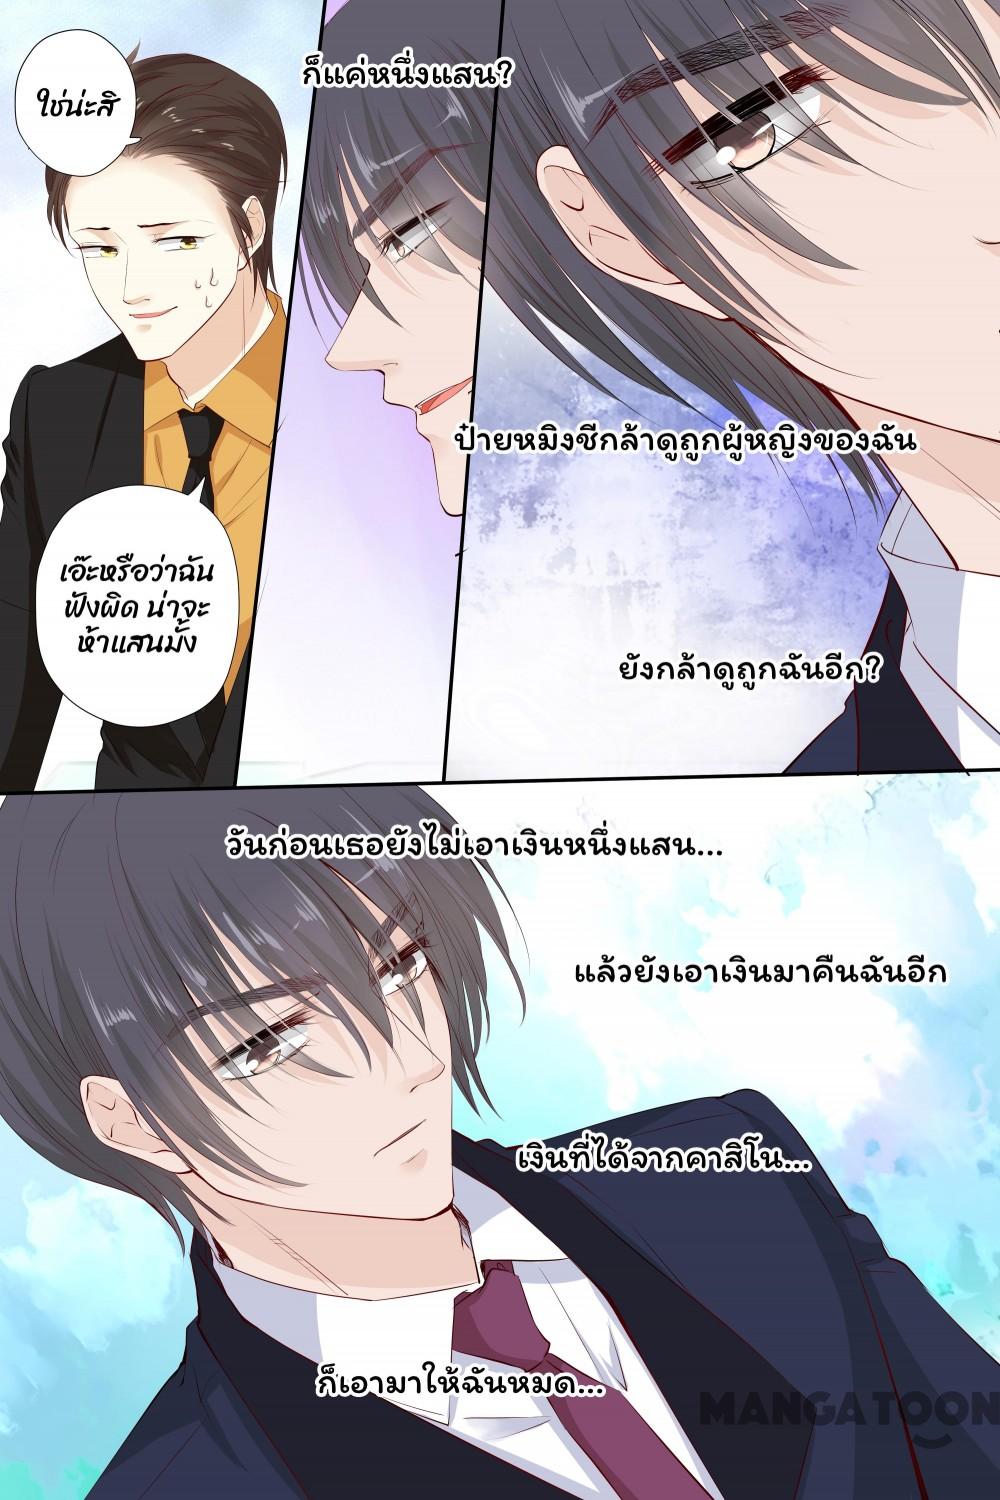 ใช่น่ะสิ
ก็แค่หนึ่งแสน?
ป๋ายหมิงชีกล้าดูถูกผู้หญิงของฉัน
เอ๊ะหรือว่าฉัน
ฟังผิด น่าจะ
ห้าแสนมั้ง
ยังกล้าดูถูกฉันอีก?
วันก่อนเธอยังไม่เอาเงินหนึ่งแสน...
แล้วยังเอาเงินมาคืนฉันอีก
เงินที่ได้จากคาสิโน...
ก็เอามาให้ฉันหมด...
MANGATOON